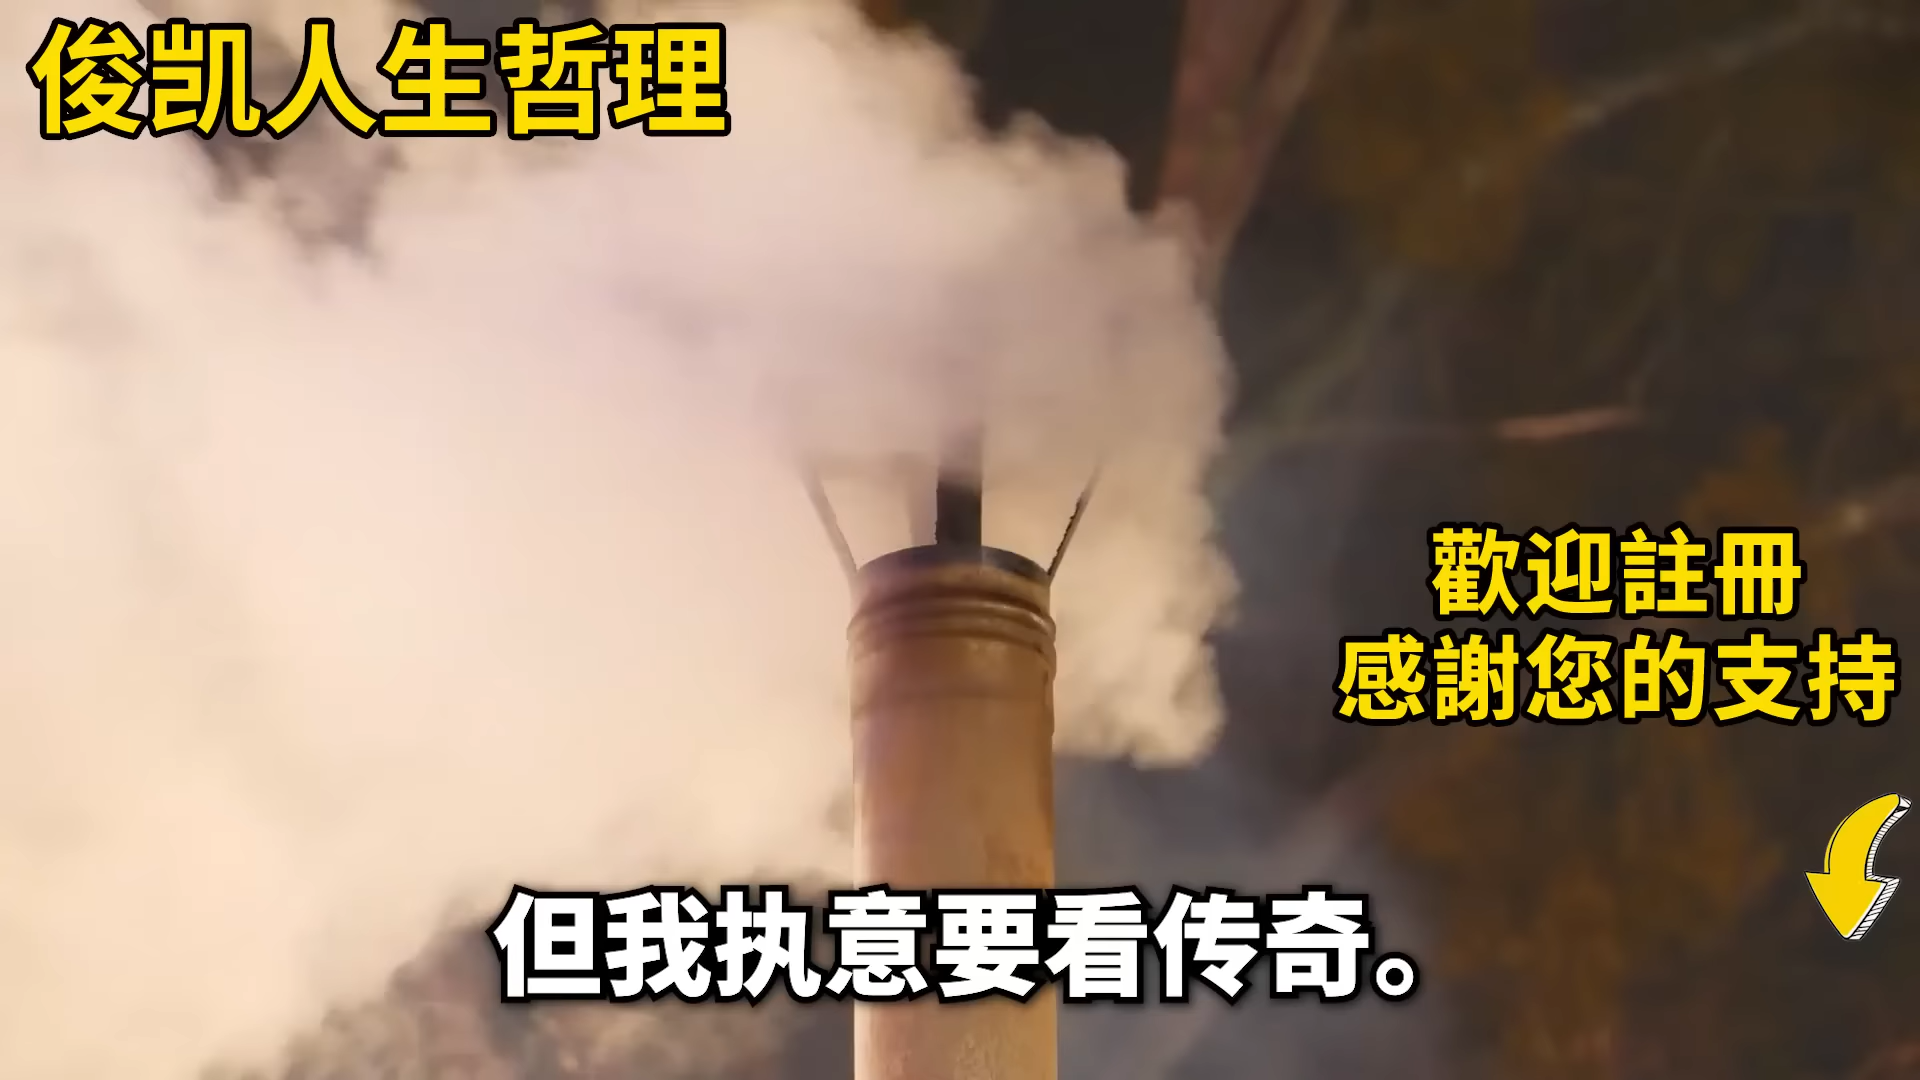 俊凯人生哲理
歡迎註冊
感謝您的支持
但我执意要看传奇。